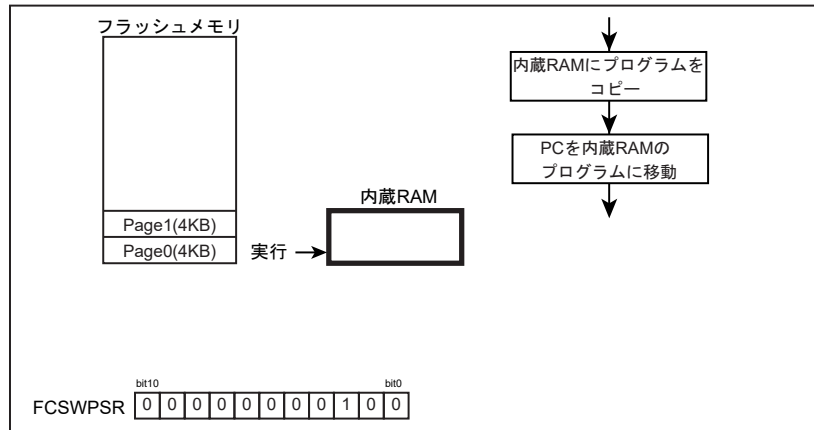 フラッシュメモリ
Page1(4KB)
Page0(4KB)
実行
内蔵RAM
内蔵RAMにプログラムを
コピー
PCを内蔵RAMの
プログラムに移動
bit10 bit0
FCSWPSR 0 0 0 0 0 0 0 0 1 0 0